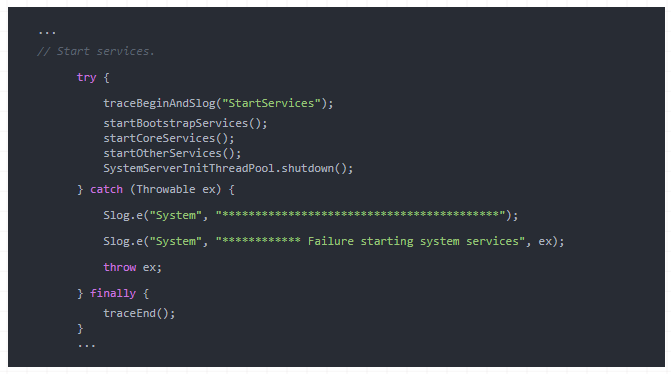 ...
// Start services.
try {
traceBeginAndSlog("StartServices");
startBootstrapServices();
startCoreServices();
startOtherServices();
SystemServerInitThreadPool.shutdown();
} catch (Throwable ex) {
Slog.e("System", "******************************************");
Slog.e("System", "************ Failure starting system services", ex);
throw ex;
} finally {
traceEnd();
}
...